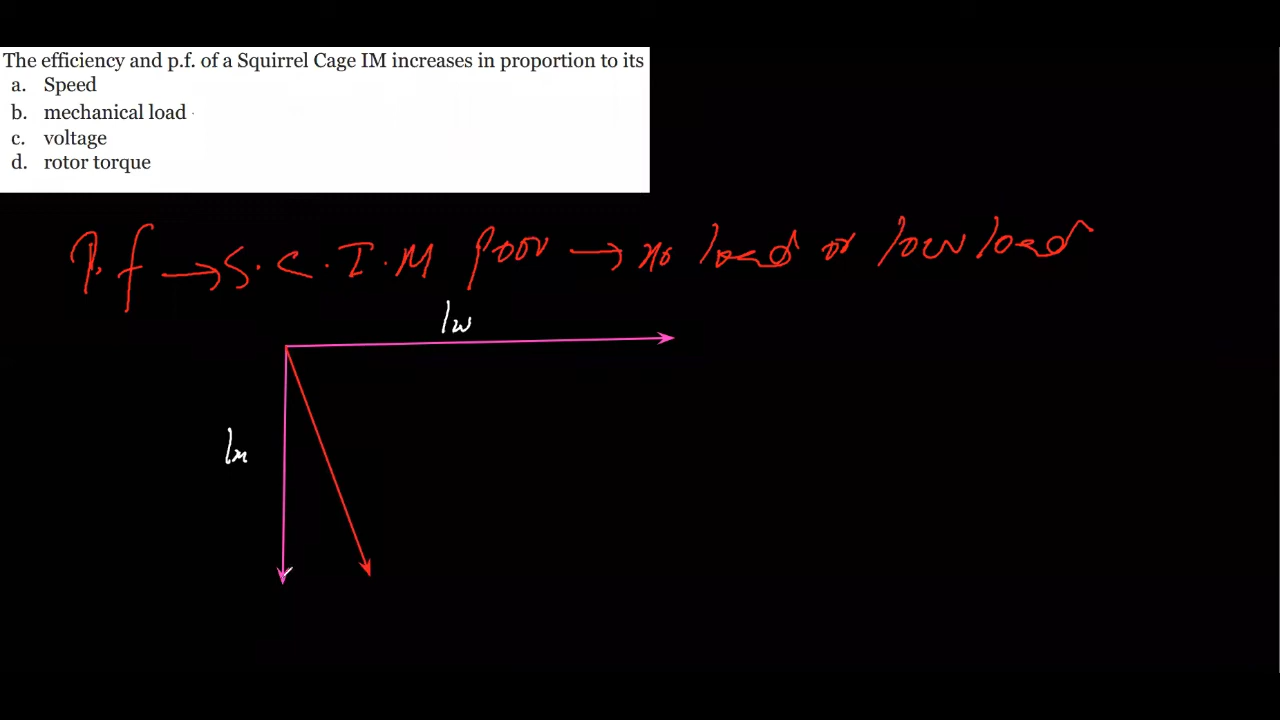 The efficiency and p.f. of a Squirrel Cage IM increases in proportion to its
a. Speed
b. mechanical load
c. voltage
d. rotor torque
P.f → S.C.I.M poor → no load or low load
Iw
Im